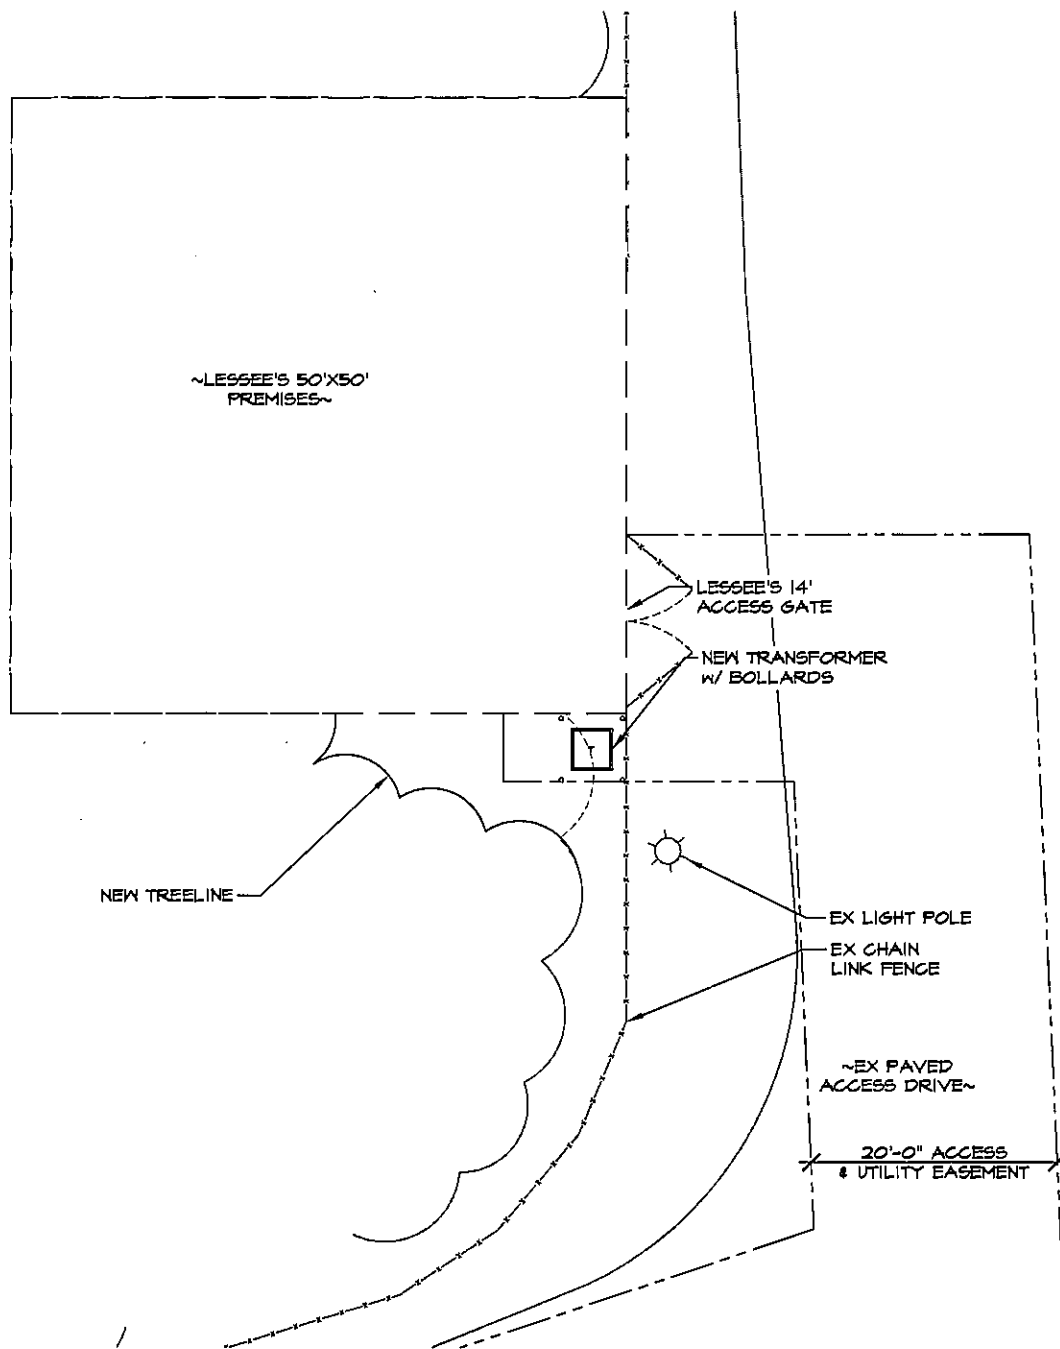 ~LESSEE'S 50'X50'
PREMISES~
LESSEE'S 14'
ACCESS GATE
NEW TRANSFORMER
W/ BOLLARDS
T
NEW TREELINE
EX LIGHT POLE
EX CHAIN
LINK FENCE
~EX PAVED
ACCESS DRIVE~
20'-0" ACCESS
& UTILITY EASEMENT